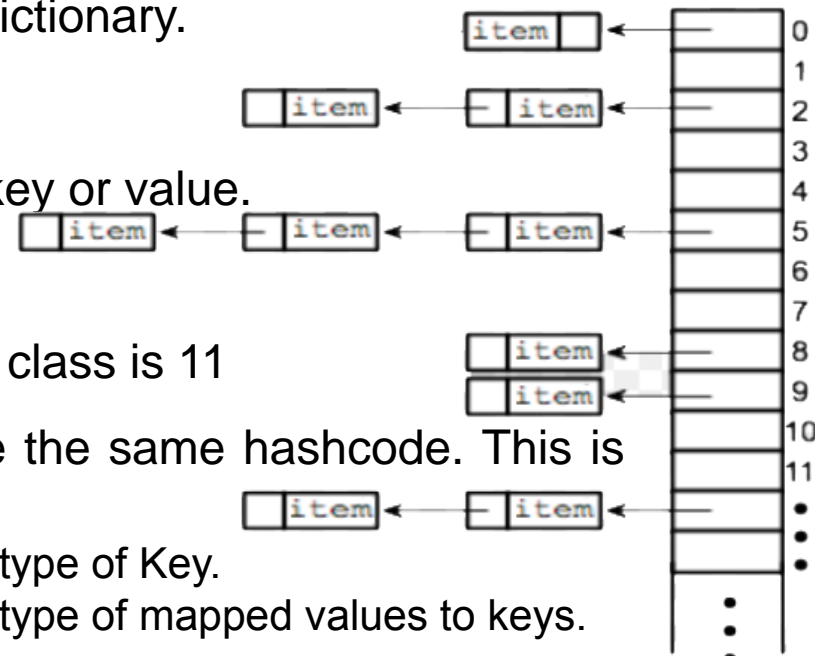 ictionary.
item 0
1
item item 2
3
key or value. 4
item item item 5
6
7
class is 11 item 8
item 9
10
e the same hashcode. This is 11
item item
type of Key.
type of mapped values to keys.